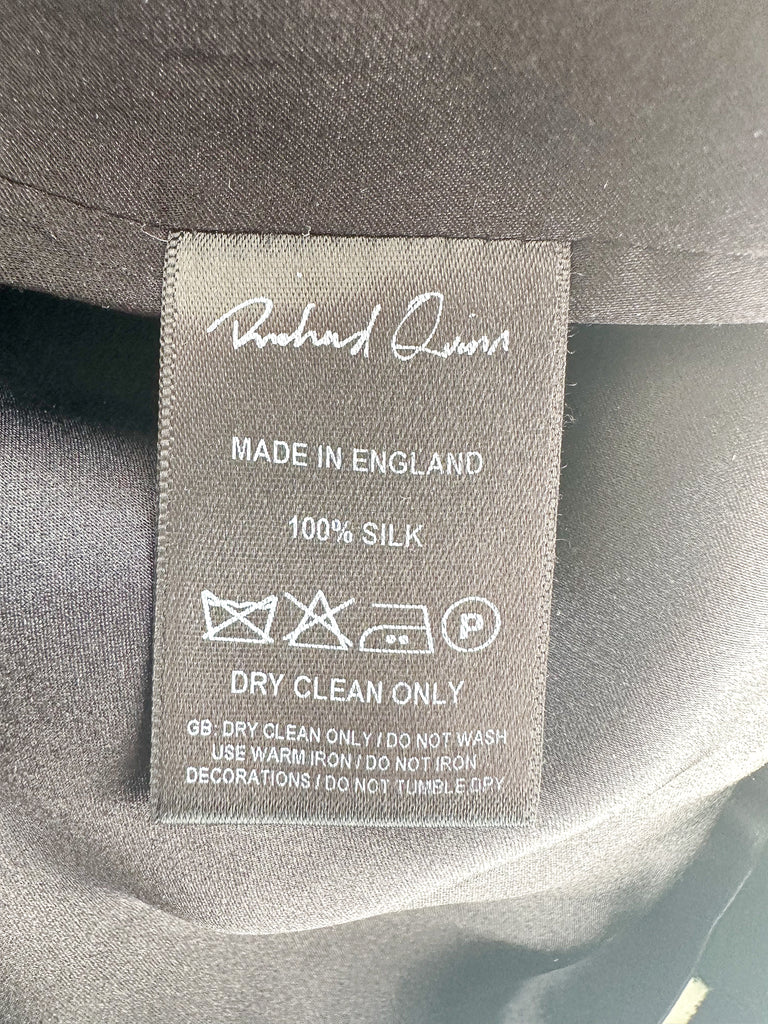 Richard Quinn
MADE IN ENGLAND
100% SILK
P
DRY CLEAN ONLY
GB: DRY CLEAN ONLY / DO NOT WASH
USE WARM IRON / DO NOT IRON
DECORATIONS / DO NOT TUMBLE DRY